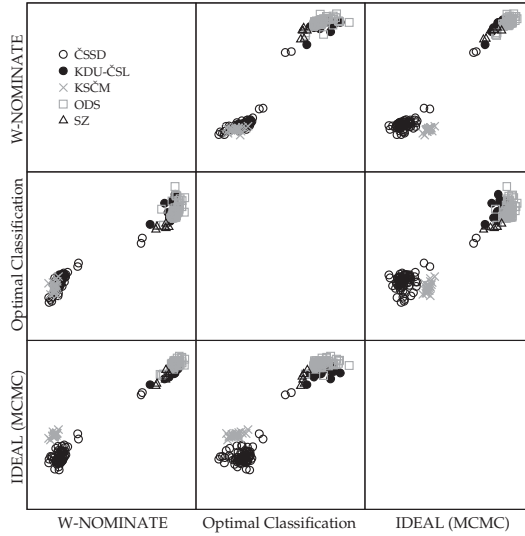 W-NOMINATE
ČSSD
KDU-ČSL
KSČM
ODS
SZ
Optimal Classification
IDEAL (MCMC)
W-NOMINATE Optimal Classification IDEAL (MCMC)